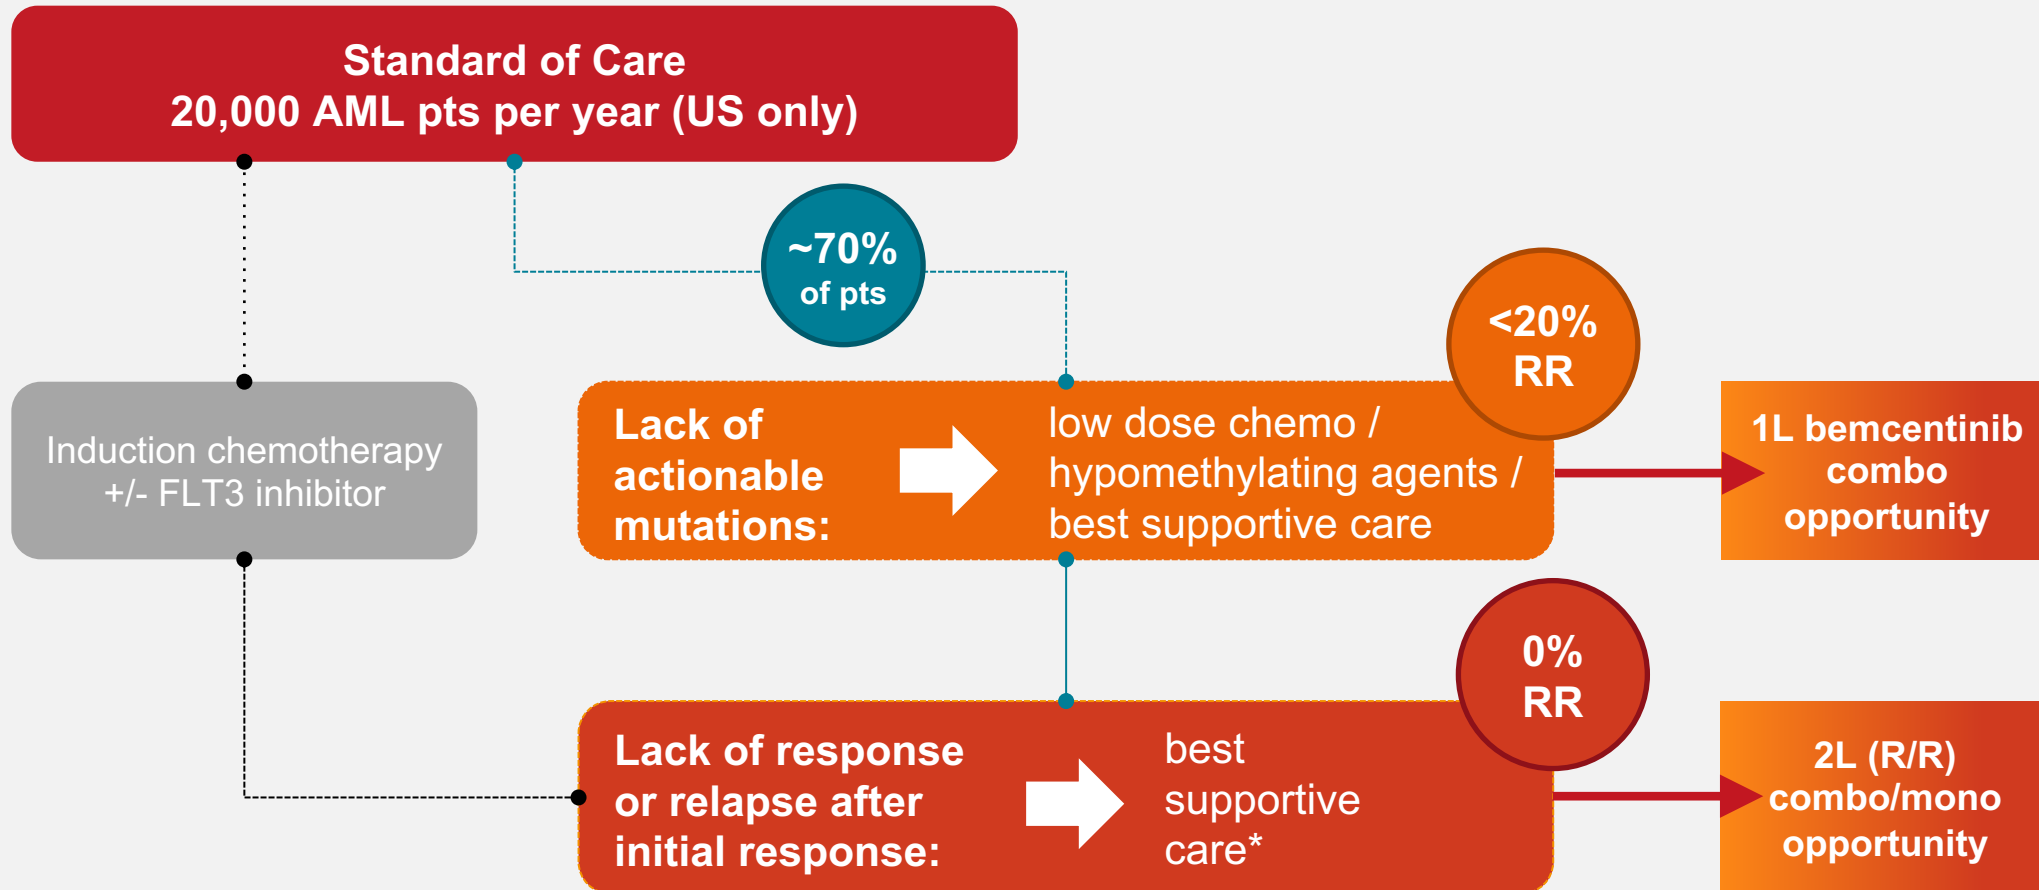 Standard of Care
20,000 AML pts per year (US only)
~70%
of pts
<20%
RR
Induction chemotherapy
+/- FLT3 inhibitor
Lack of
actionable
mutations:
low dose chemo /
hypomethylating agents /
best supportive care
1L bemcentinib
combo
opportunity
0%
RR
Lack of response
or relapse after
initial response:
best
supportive
care*
2L (R/R)
combo/mono
opportunity